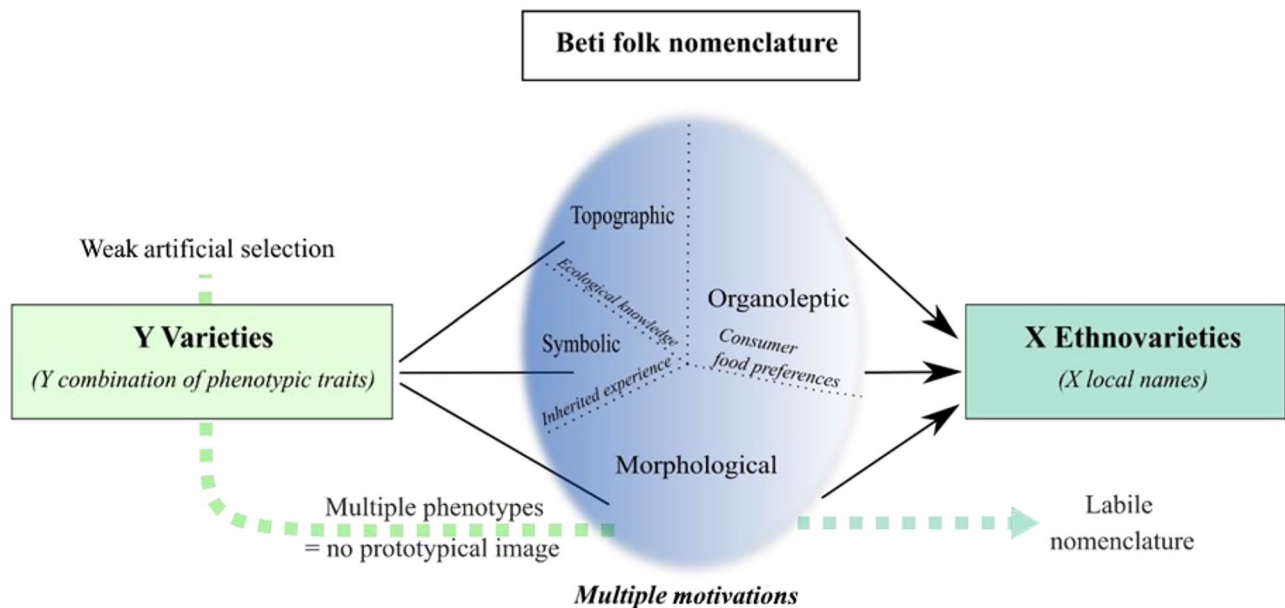 Beti folk nomenclature
Weak artificial selection
Y Varieties
(Y combination of phenotypic traits)
Topographic
Ecological knowledge
Symbolic
Inherited experience
Organoleptic
Consumer
food preferences
Morphological
X Ethnovarieties
(X local names)
Multiple phenotypes
= no prototypical image
Labile
nomenclature
Multiple motivations